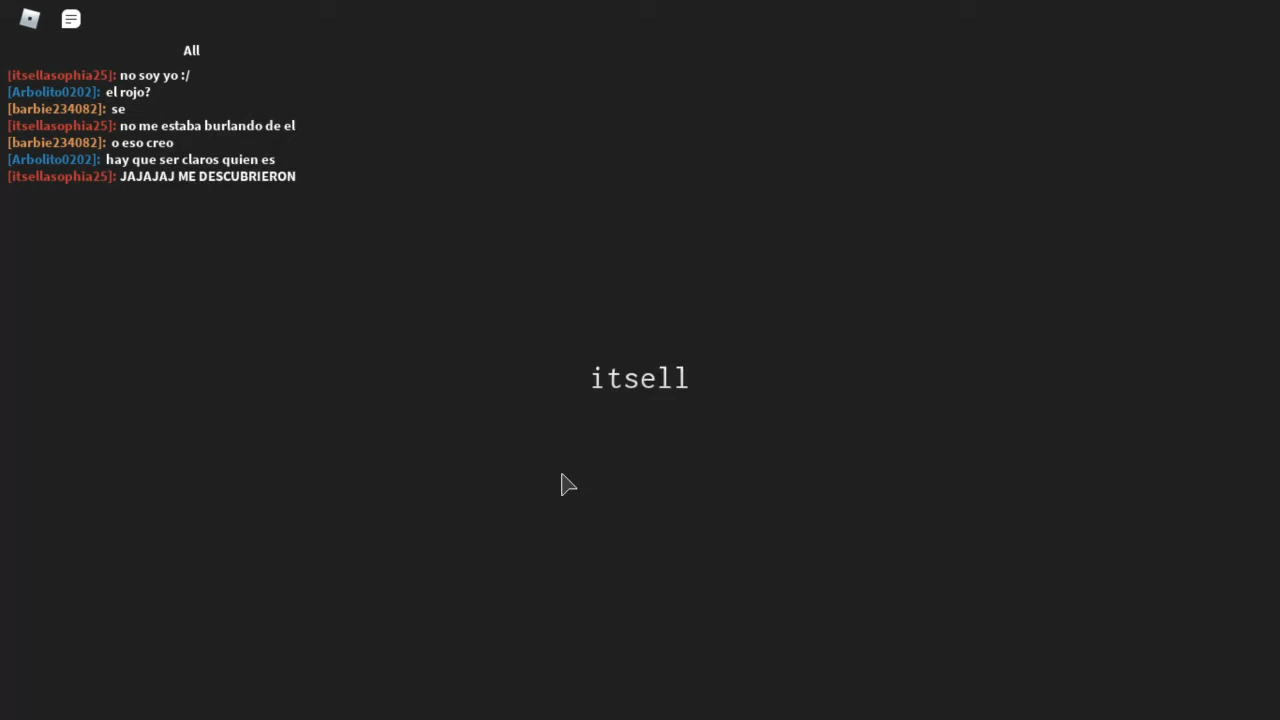 All
[itsellasophia25]: no soy yo :/
[Arbolito0202]: el rojo?
[barbie234082]: se
[itsellasophia25]: no me estaba burlando de el
[barbie234082]: o eso creo
[Arbolito0202]: hay que ser claros quien es
[itsellasophia25]: JAJAJAJ ME DESCUBRIERON
itsell